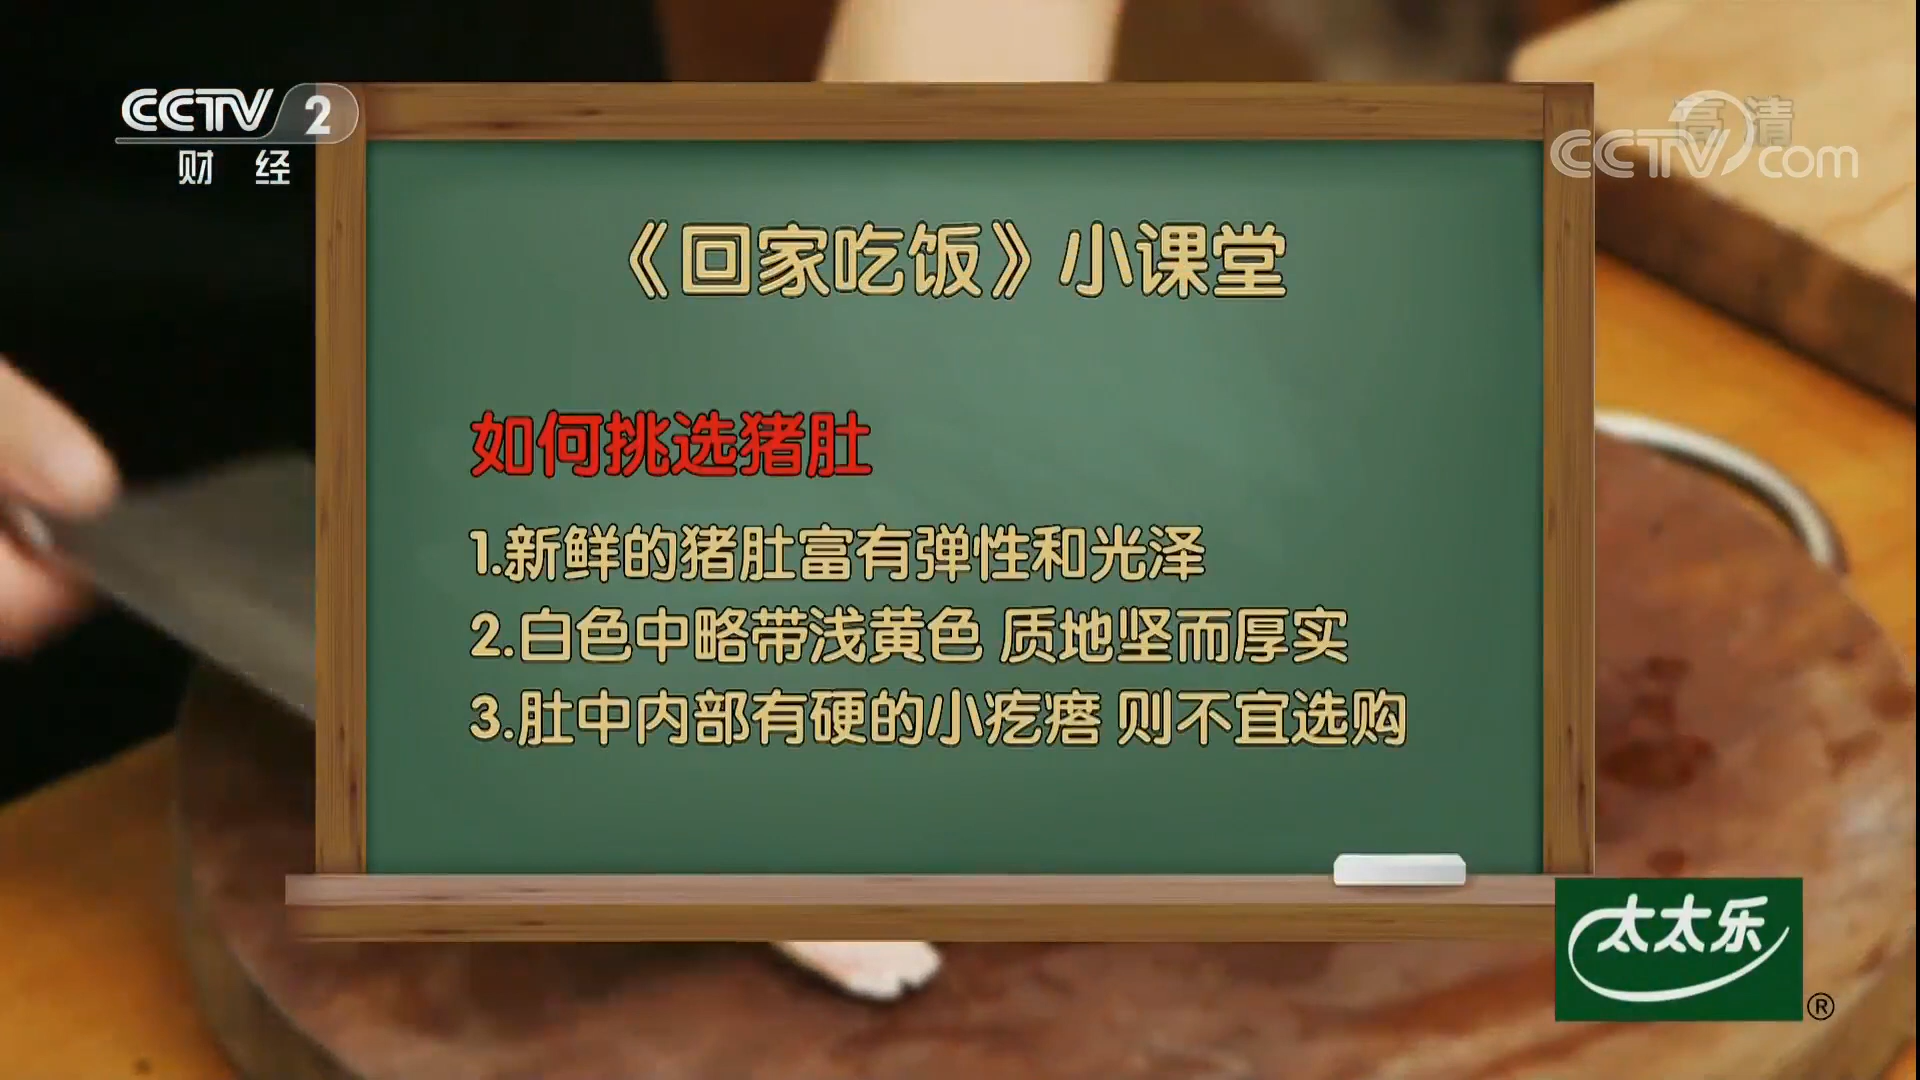 CCTV 2
财 经
高清
CCTV.com
《回家吃饭》小课堂
如何挑选猪肚
1.新鲜的猪肚富有弹性和光泽
2.白色中略带浅黄色 质地坚而厚实
3.肚中内部有硬的小疙瘩 则不宜选购
太太乐
®